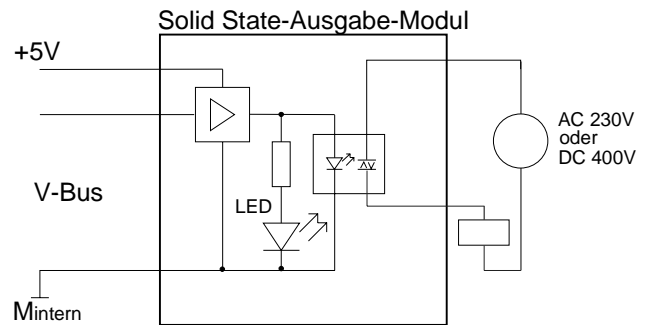 Solid State-Ausgabe-Modul
+5V
AC 230V
oder
DC 400V
V-Bus
LED
Mintern